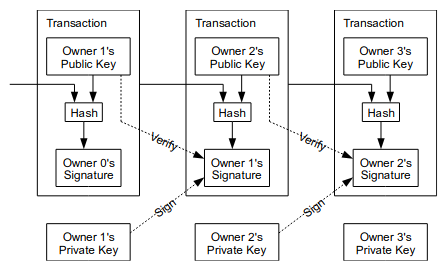 Transaction
Owner 1's
Public Key
Hash
Owner 0's
Signature
Transaction
Owner 2's
Public Key
Hash
Verify
Owner 1's
Signature
Transaction
Owner 3's
Public Key
Hash
Verify
Owner 2's
Signature
Owner 1's
Private Key
Sign
Owner 2's
Private Key
Sign
Owner 3's
Private Key